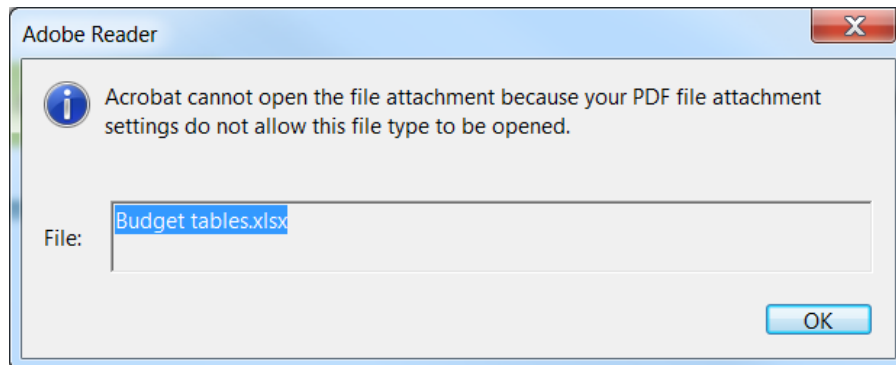 Adobe Reader
Acrobat cannot open the file attachment because your PDF file attachment
settings do not allow this file type to be opened.
File:
Budget tables.xlsx
OK